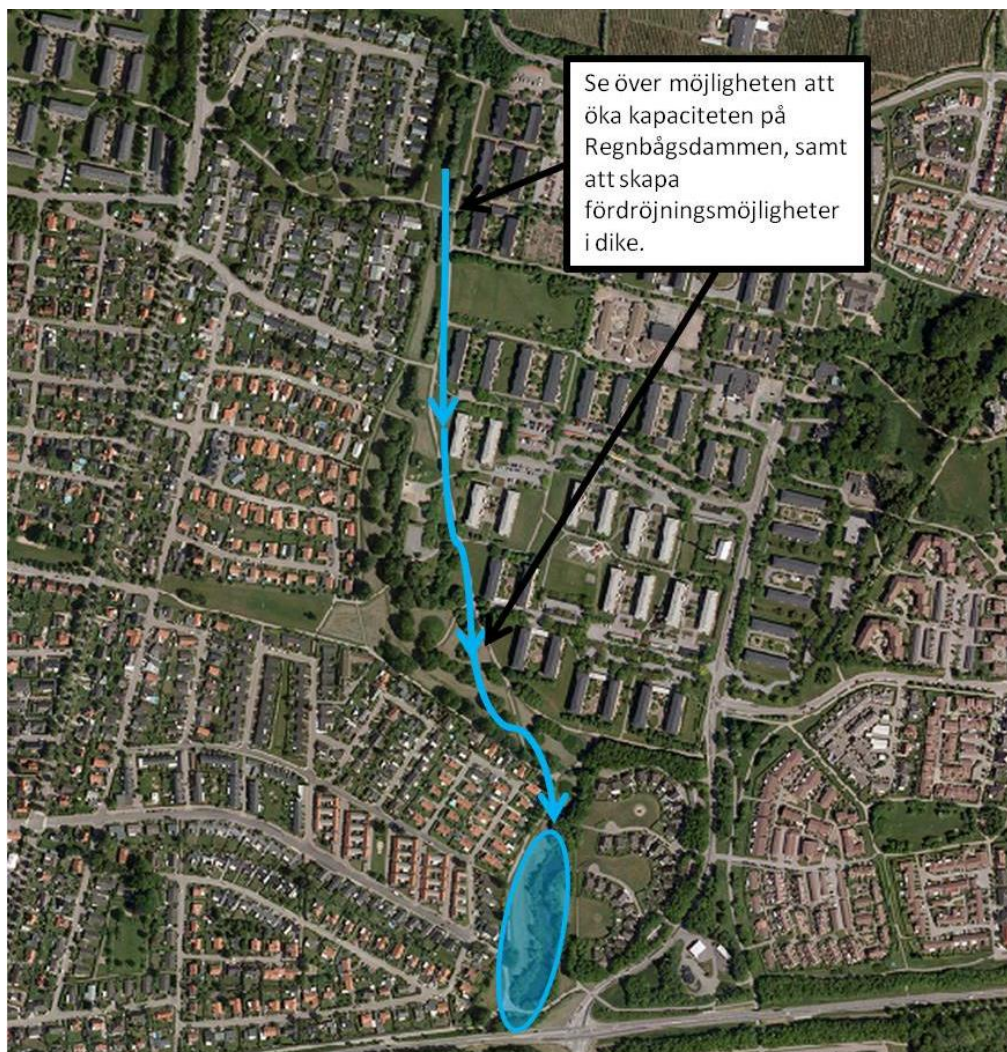 Se över möjligheten att
öka kapaciteten på
Regnbågsdammen, samt
att skapa
fördröjningsmöjligheter
i dike.